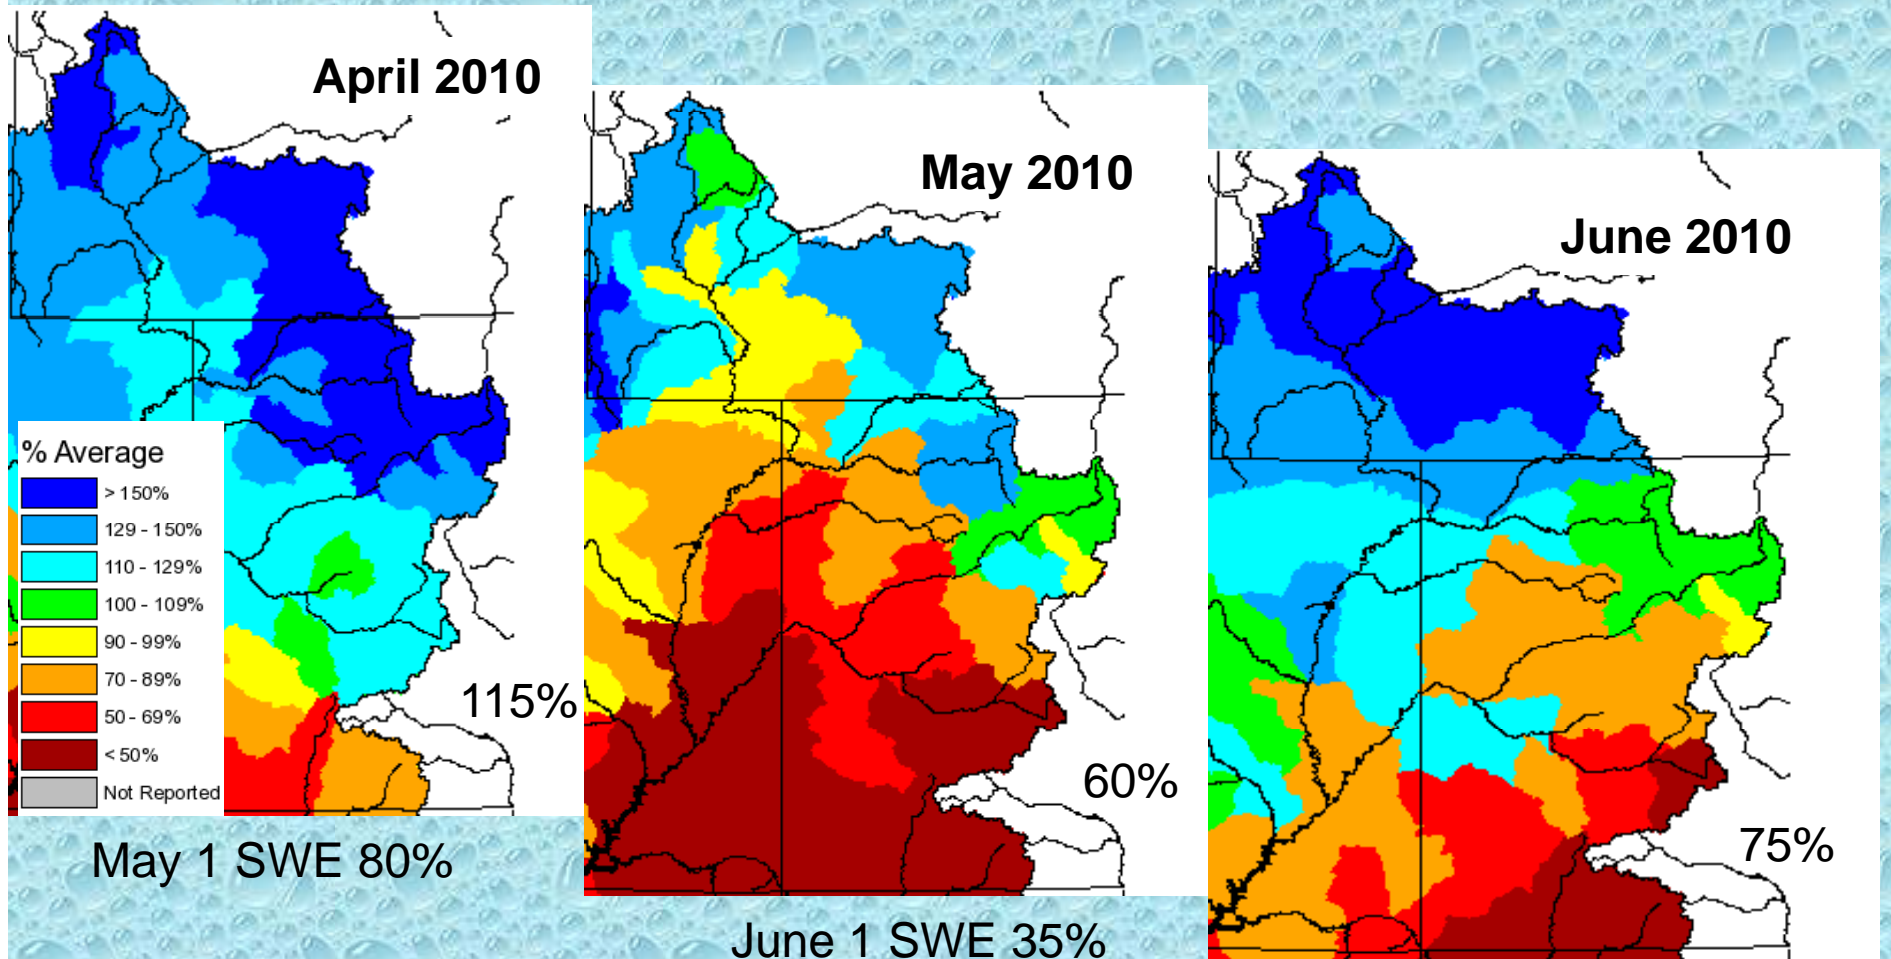 April 2010
% Average
> 150%
129 - 150%
110 - 129%
100 - 109%
90 - 99%
70 - 89%
50 - 69%
< 50%
Not Reported
115%
May 1 SWE 80%
May 2010
60%
June 1 SWE 35%
June 2010
75%